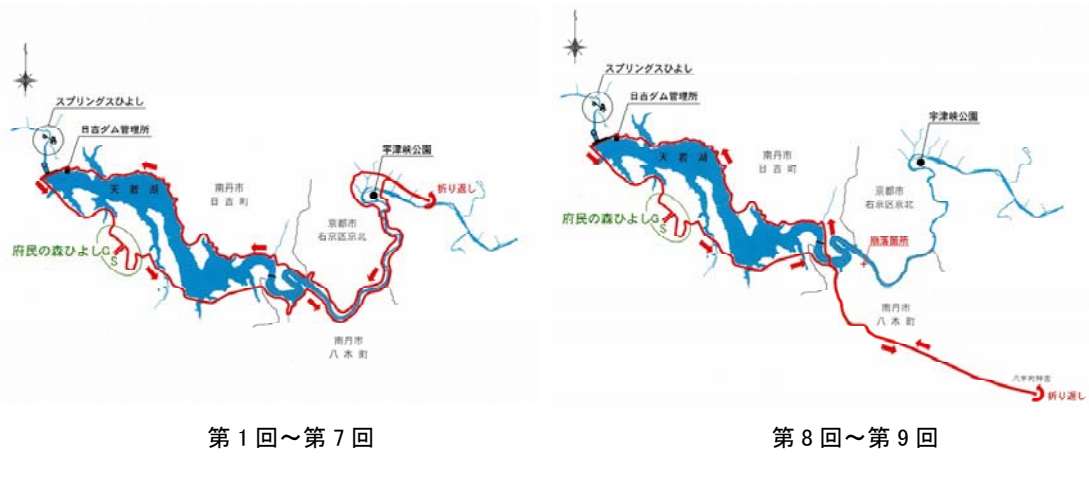 スプリングスひよし
日吉ダム管理所
宇津峡公園
折り返し
天若湖
南丹市
日吉町
京都市
右京区京北
府民の森ひよし
G
S
南丹市
八木町
第1回～第7回
スプリングスひよし
日吉ダム管理所
宇津峡公園
天若湖
南丹市
日吉町
京都市
右京区京北
府民の森ひよし
G
S
崩落箇所
南丹市
八木町
折り返し
第8回～第9回